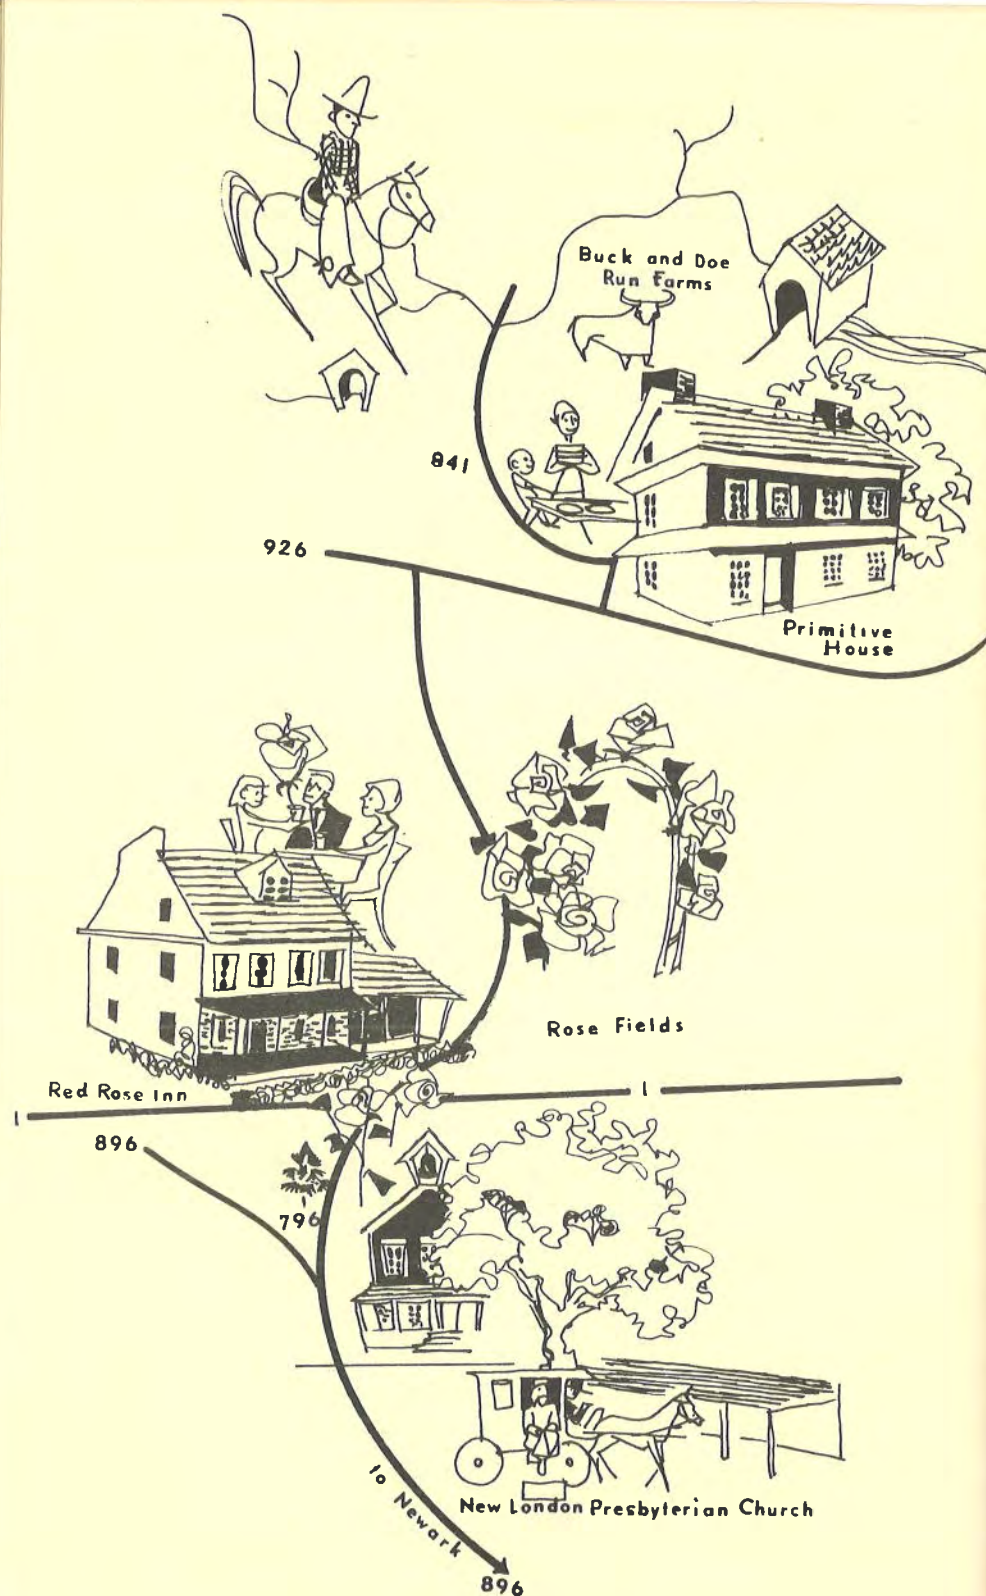 Buck and Doe
Run Farms
841
926
Primitive
House
Rose Fields
Red Rose Inn
1
1
896
796
to Newark
New London Presbyterian Church
896